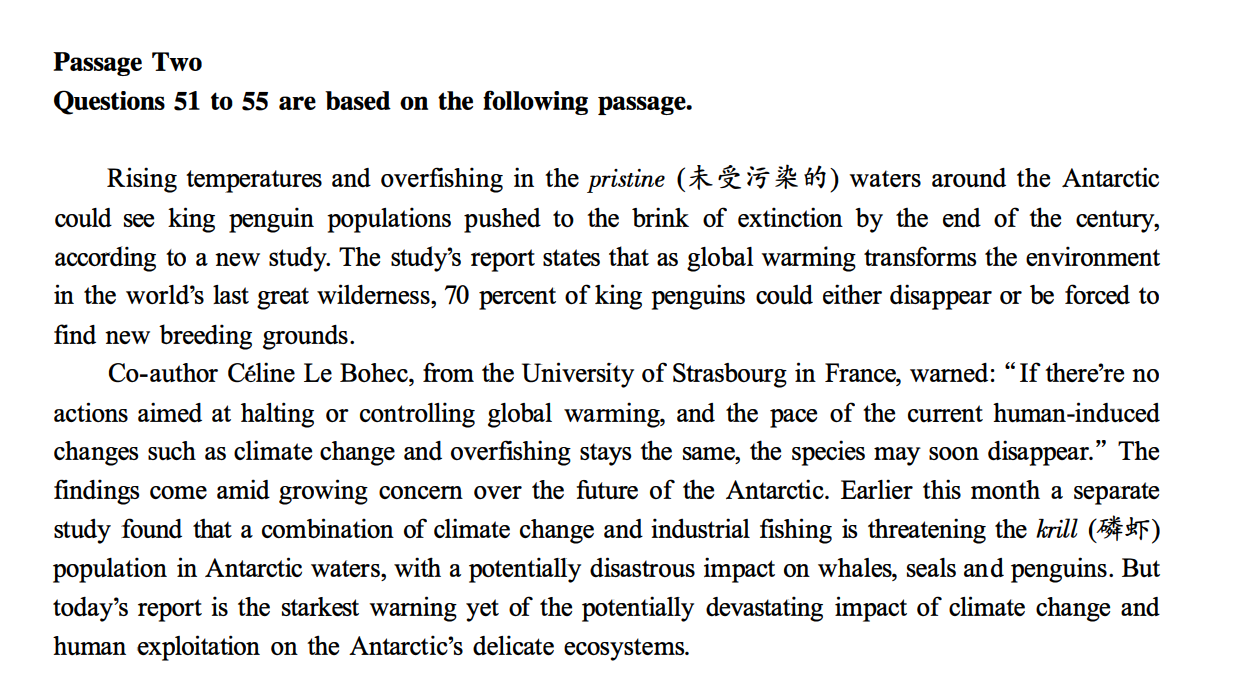 Passage Two
Questions 51 to 55 are based on the following passage.
Rising temperatures and overfishing in the pristine (未受污染的) waters around the Antarctic
could see king penguin populations pushed to the brink of extinction by the end of the century,
according to a new study. The study's report states that as global warming transforms the environment
in the world's last great wilderness, 70 percent of king penguins could either disappear or be forced to
find new breeding grounds.
Co-author Céline Le Bohec, from the University of Strasbourg in France, warned: “If there're no
actions aimed at halting or controlling global warming, and the pace of the current human-induced
changes such as climate change and overfishing stays the same, the species may soon disappear.” The
findings come amid growing concern over the future of the Antarctic. Earlier this month a separate
study found that a combination of climate change and industrial fishing is threatening the krill (磷虾)
population in Antarctic waters, with a potentially disastrous impact on whales, seals and penguins. But
today's report is the starkest warning yet of the potentially devastating impact of climate change and
human exploitation on the Antarctic's delicate ecosystems.